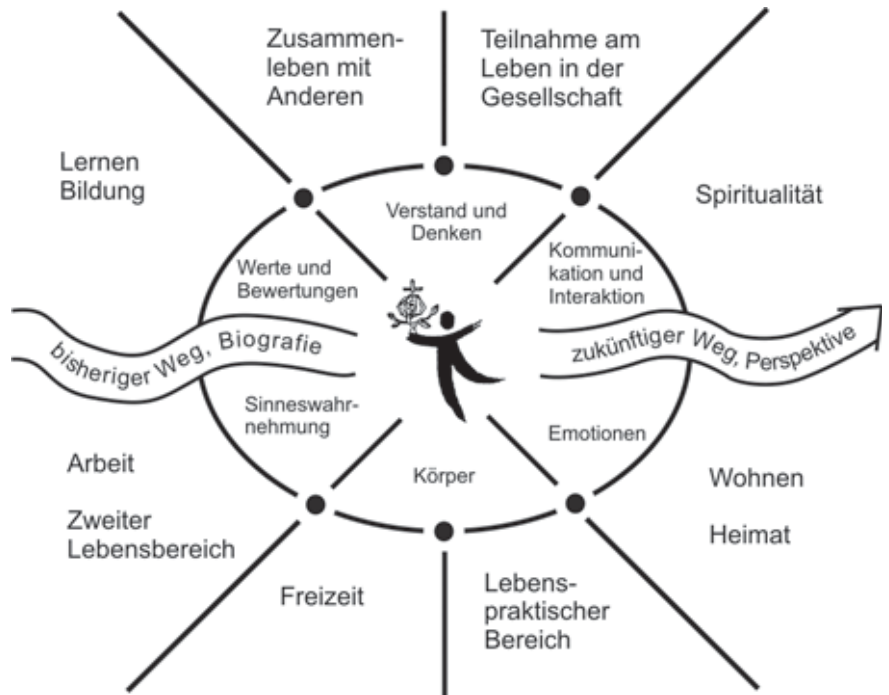 Zusammen-
leben mit
Anderen
Teilnahme am
Leben in der
Gesellschaft
Lernen
Bildung
Spiritualität
Verstand und
Denken
Werte und
Bewertungen
Kommuni-
kation und
Interaktion
bisheriger Weg, Biografie
zukünftiger Weg, Perspektive
Sinneswahr-
nehmung
Emotionen
Körper
Arbeit
Zweiter
Lebensbereich
Wohnen
Heimat
Freizeit
Lebens-
praktischer
Bereich